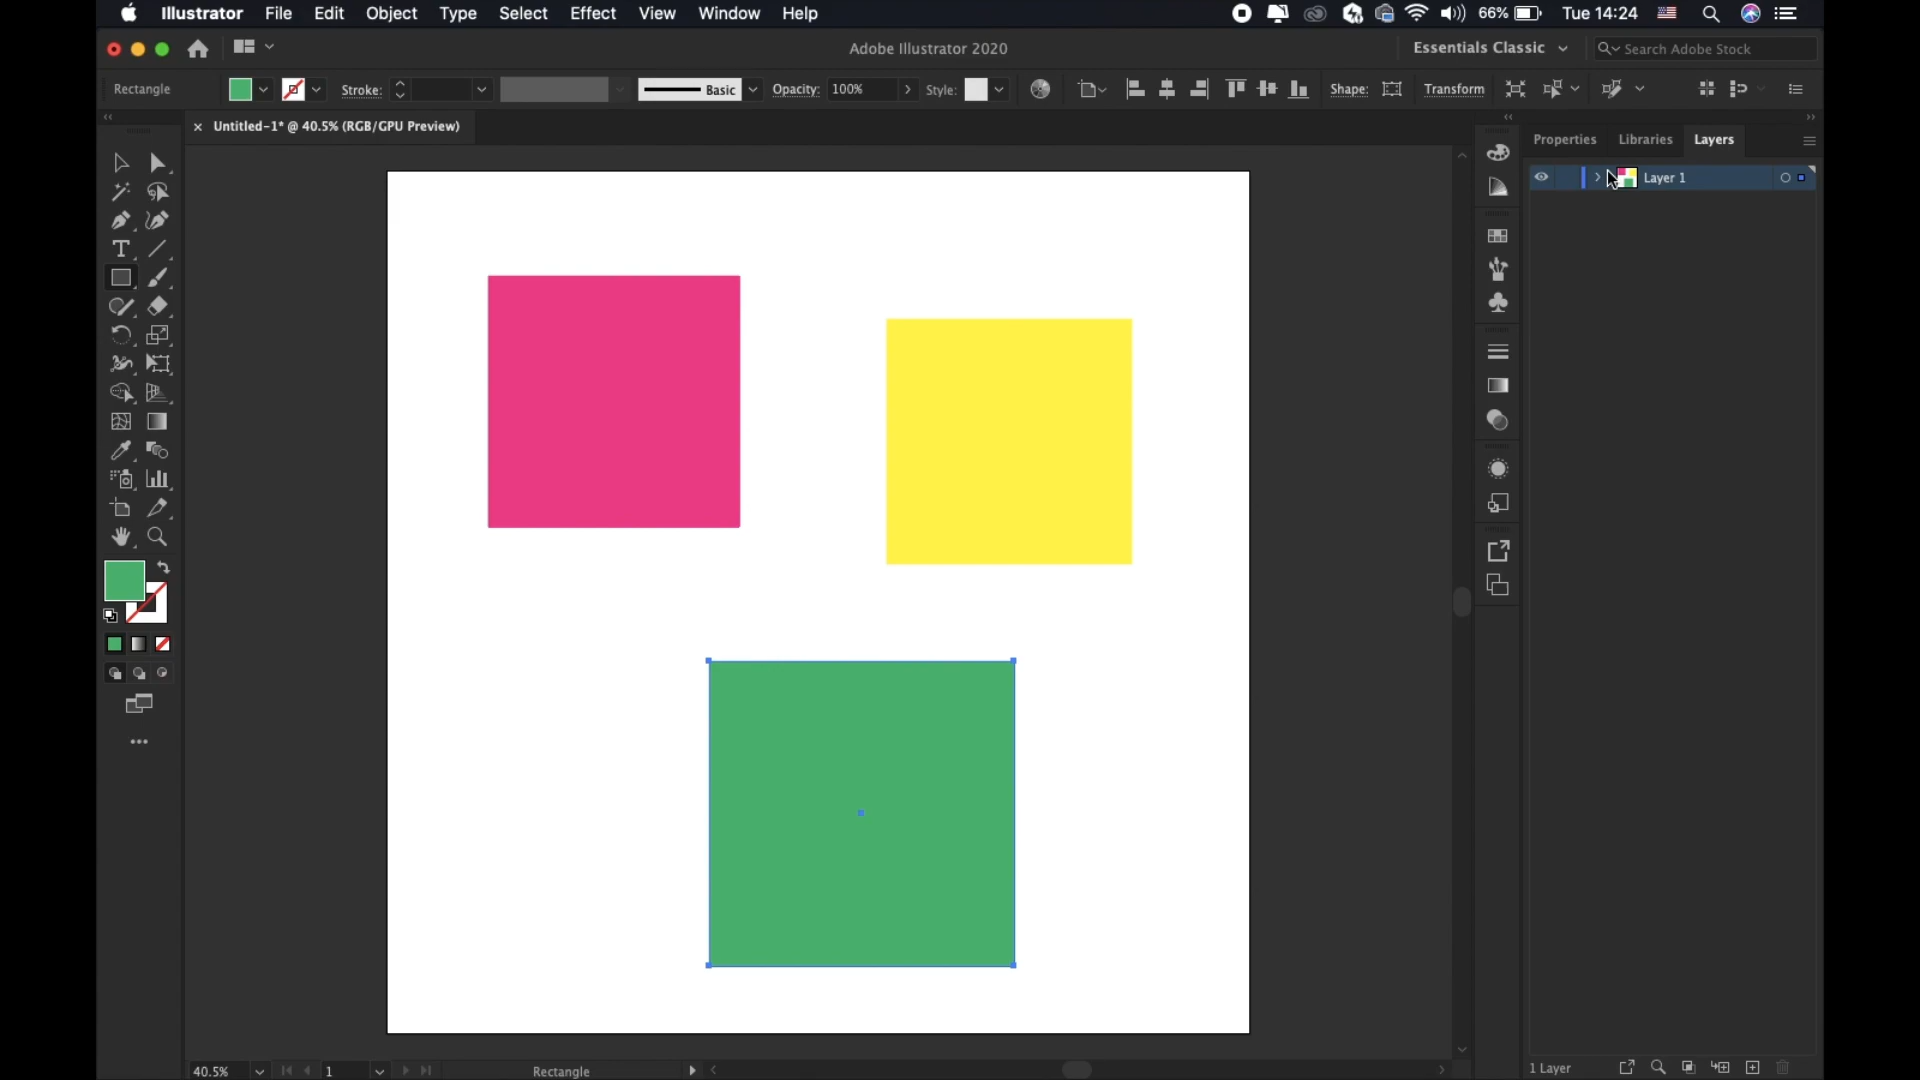 Illustrator File Edit Object Type Select Effect View Window Help 66% Tue 14:24
Adobe Illustrator 2020 Essentials Classic Search Adobe Stock
Rectangle Stroke: Basic Opacity: 100% Style: Shape: Transform
Untitled-1* @ 40.5% (RGB/GPU Preview)
Properties Libraries Layers
Layer 1
40.5% 1 Rectangle 1 Layer